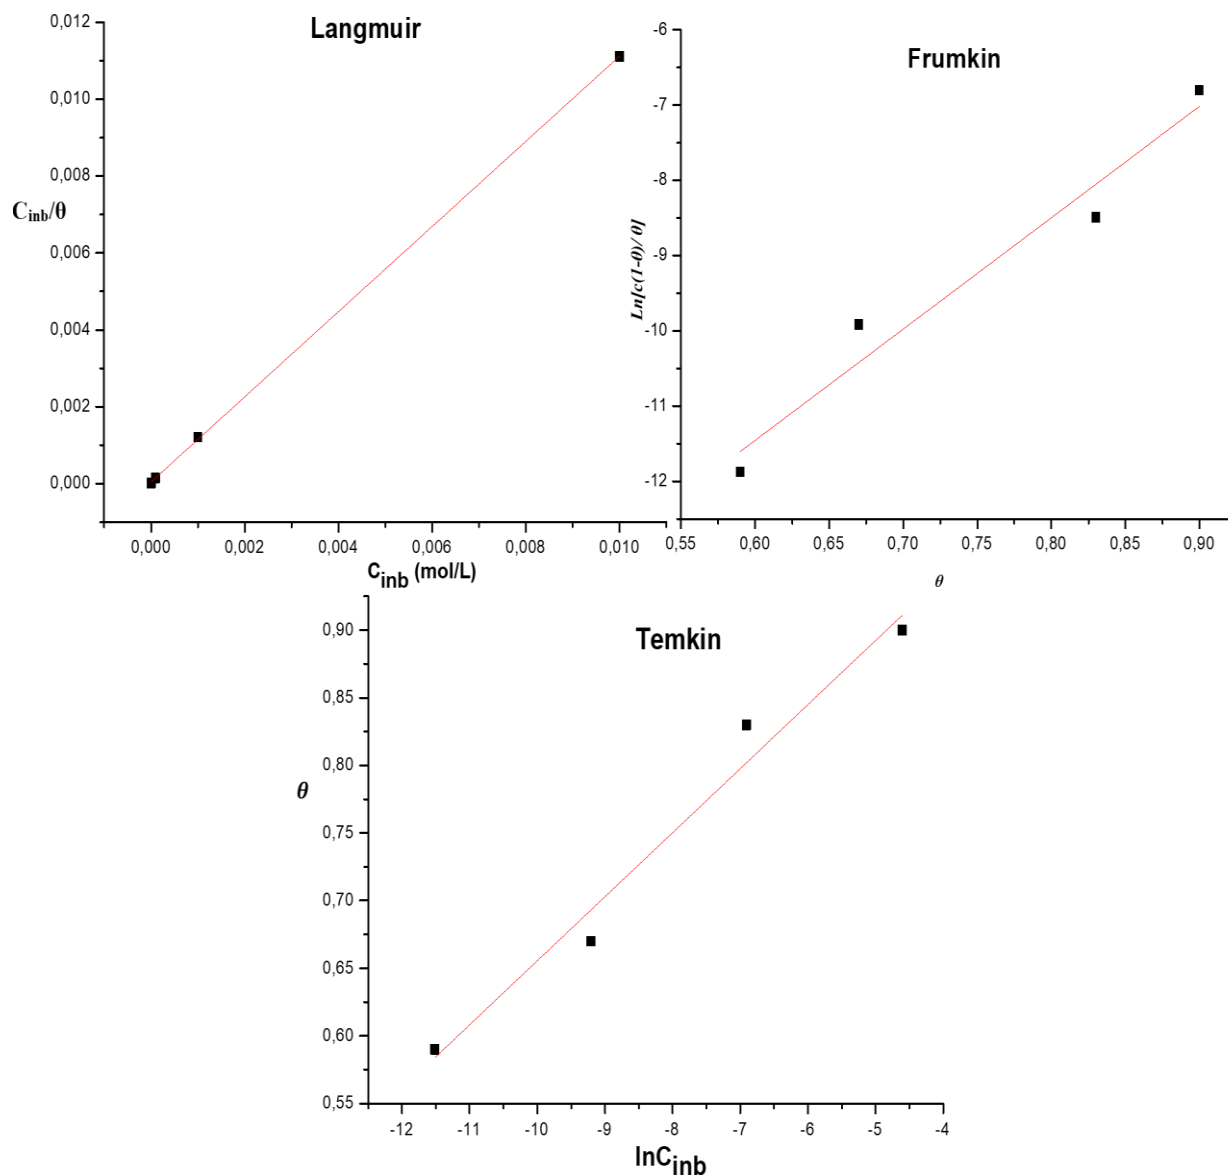 Langmuir
0,012
0,010
0,008
0,006
0,004
0,002
0,000
C_inb/θ
0,000 0,002 0,004 0,006 0,008 0,010
C_inb (mol/L)
Frumkin
-6
-7
-8
-9
-10
-11
-12
Ln[c(1-θ)/θ]
0,55 0,60 0,65 0,70 0,75 0,80 0,85 0,90
θ
Temkin
0,90
0,85
0,80
0,75
0,70
0,65
0,60
0,55
θ
-12 -11 -10 -9 -8 -7 -6 -5 -4
lnC_inb